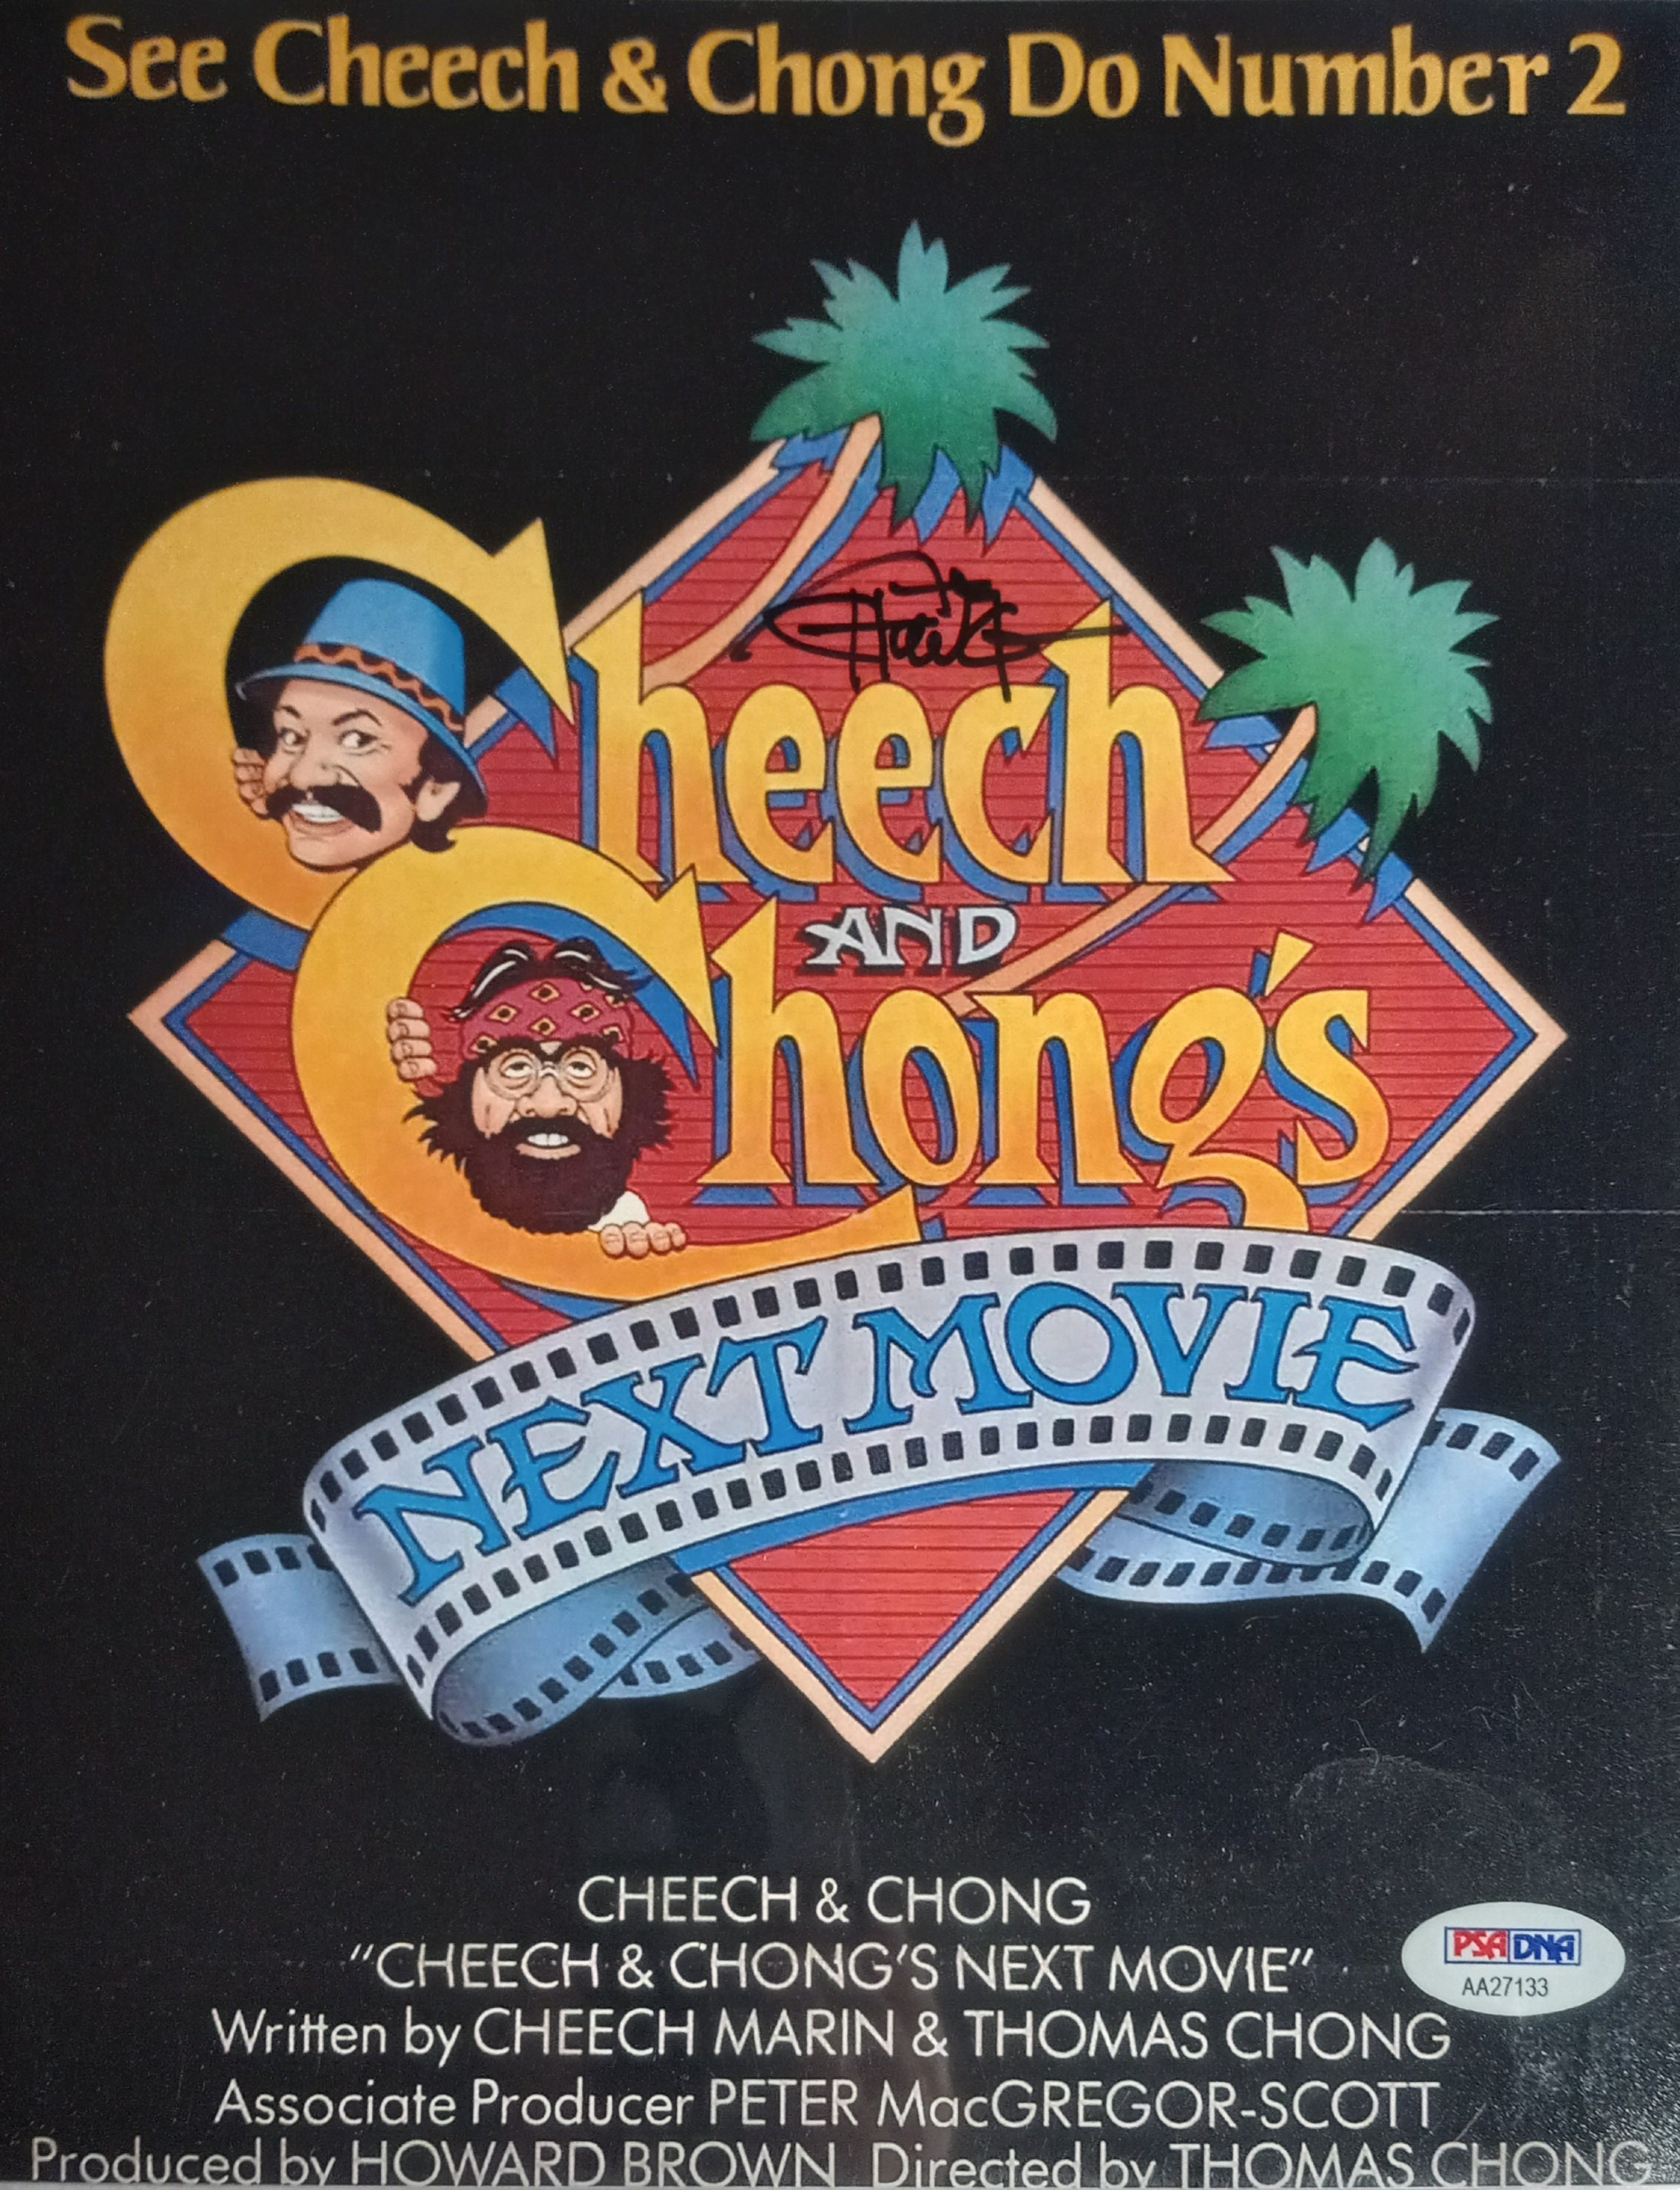 See Cheech & Chong Do Number 2
Cheech
AND
Chong's
NEXT MOVIE
CHEECH & CHONG
"CHEECH & CHONG'S NEXT MOVIE"
Written by CHEECH MARIN & THOMAS CHONG
Associate Producer PETER MacGREGOR-SCOTT
Produced by HOWARD BROWN Directed by THOMAS CHONG
PSA DNA
AA27133